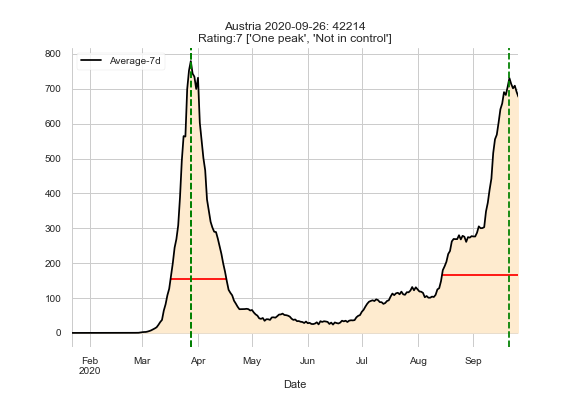 Austria 2020-09-26: 42214
Rating:7 ['One peak', 'Not in control']
Average-7d
800
700
600
500
400
300
200
100
0
Feb Mar Apr May Jun Jul Aug Sep
2020
Date